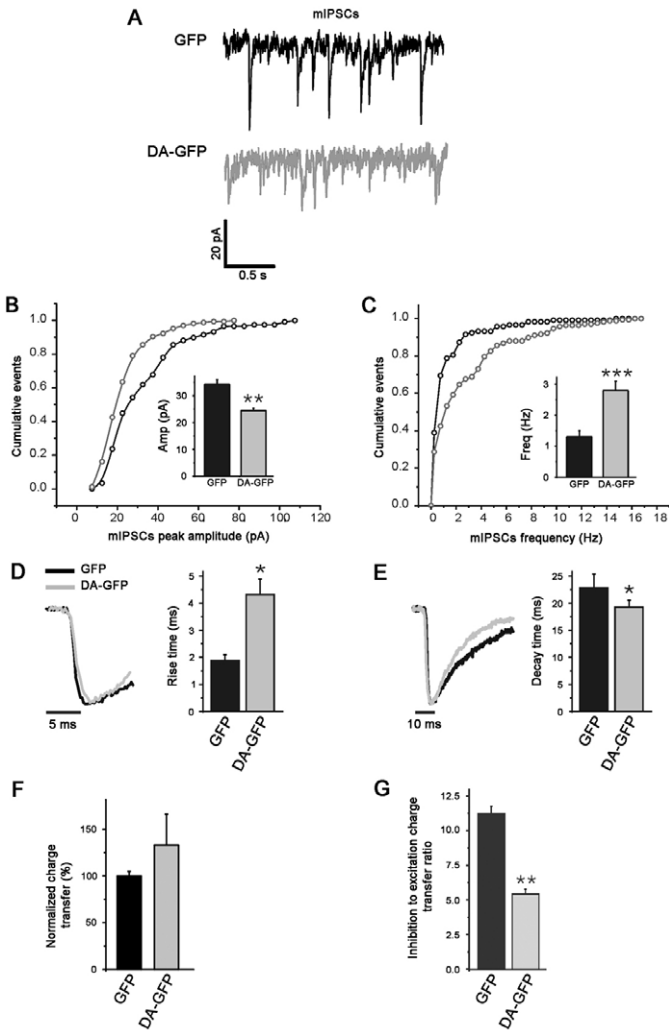 A
mIPSCs
GFP
DA-GFP
20 pA
0.5 s
B
Cumulative events
1.0
0.8
0.6
0.4
0.2
0.0
0 20 40 60 80 100 120
mIPSCs peak amplitude (pA)
Amp (pA)
40
30
20
10
0
**
GFP DA-GFP
C
Cumulative events
1.0
0.8
0.6
0.4
0.2
0.0
0 2 4 6 8 10 12 14 16 18
mIPSCs frequency (Hz)
Freq (Hz)
3
2
1
0
***
GFP DA-GFP
D
GFP
DA-GFP
5 ms
Rise time (ms)
5
4
3
2
1
0
*
GFP
DA-GFP
E
10 ms
Decay time (ms)
25
20
15
10
5
0
*
GFP
DA-GFP
F
Normalized charge
transfer (%)
150
100
50
0
GFP
DA-GFP
G
Inhibition to excitation charge
transfer ratio
12.5
10.0
7.5
5.0
2.5
0.0
**
GFP
DA-GFP